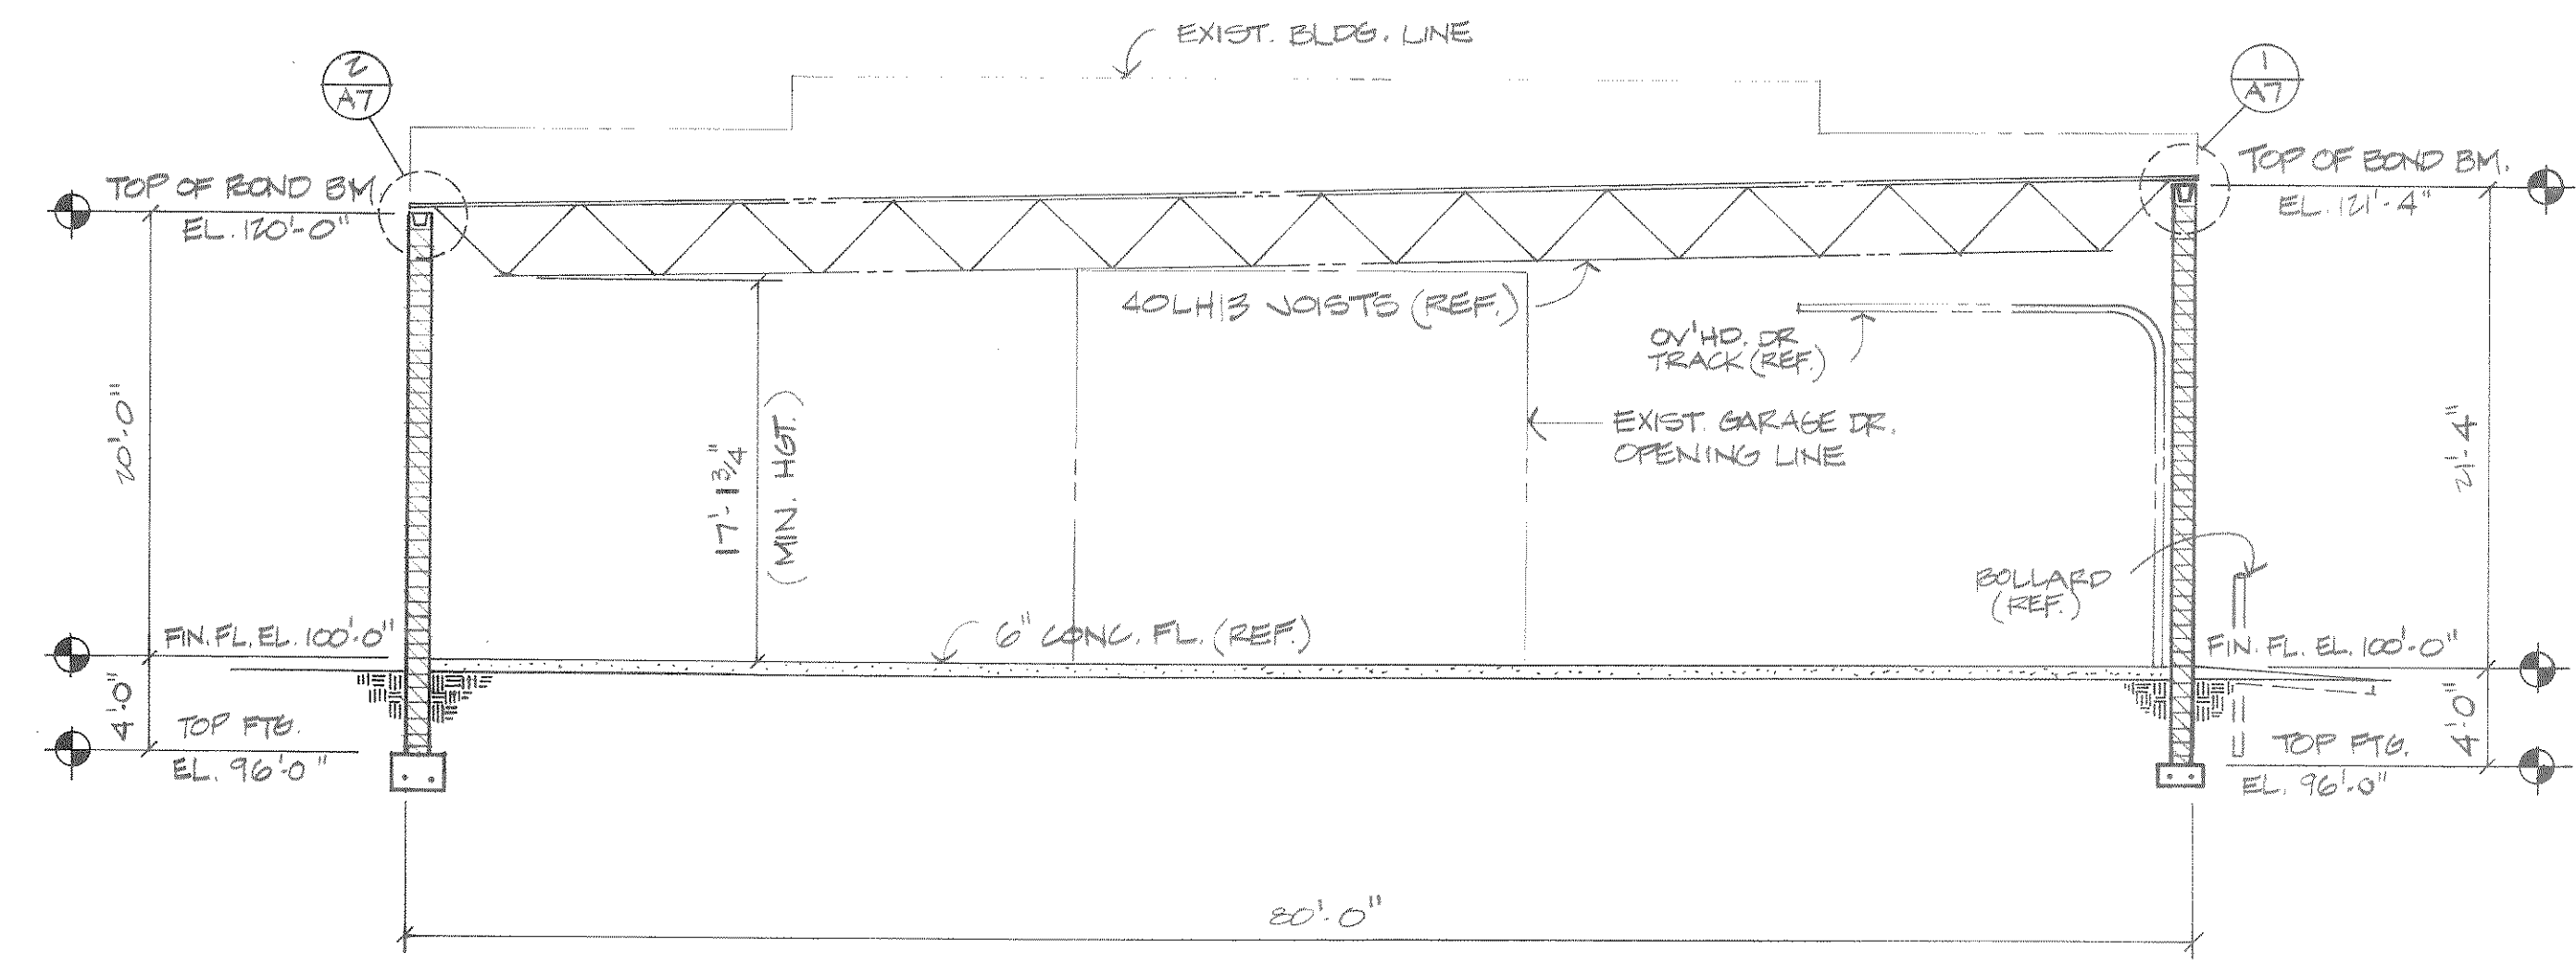 EXIST. BLDG. LINE
2
A7
1
A7
TOP OF BOND BM.
EL. 120'-0"
TOP OF BOND BM.
EL. 121'-4"
40LH13 JOISTS (REF.)
OV'HD. DR
TRACK (REF.)
20'-0"
17'-1 3/4"
(MIN. HGT.)
EXIST. GARAGE DR.
OPENING LINE
21'-4"
BOLLARD
(REF.)
FIN. FL. EL. 100'-0"
6" CONC. FL. (REF.)
FIN. FL. EL. 100'-0"
4'-0"
TOP FTG.
EL. 96'-0"
4'-0"
TOP FTG.
EL. 96'-0"
80'-0"